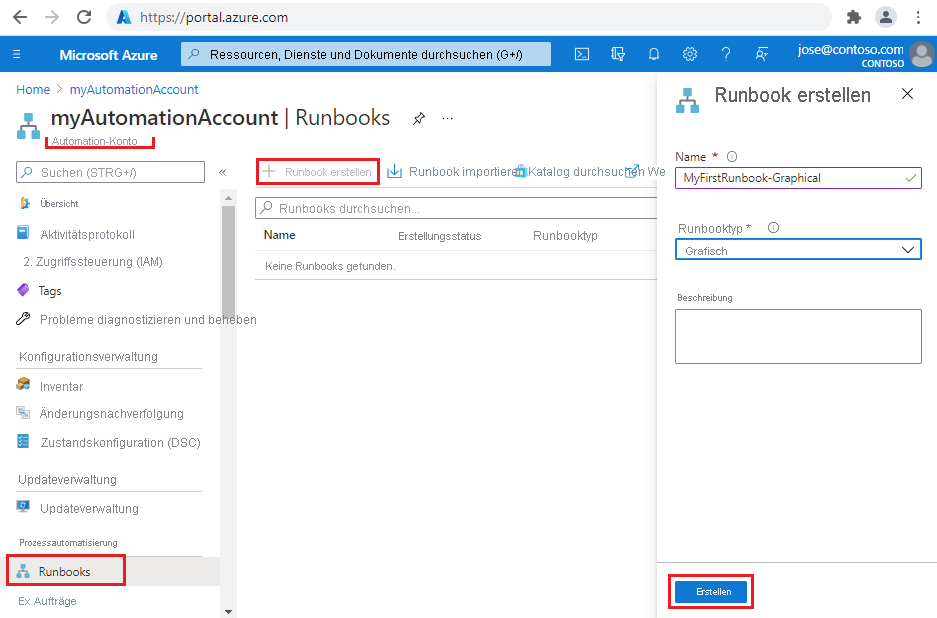 https://portal.azure.com
Microsoft Azure
Ressourcen, Dienste und Dokumente durchsuchen (G+/)
jose@contoso.com
CONTOSO
Home > myAutomationAccount
myAutomationAccount | Runbooks
...
Automation-Konto
Suchen (STRG+/)
«
Übersicht
Aktivitätsprotokoll
2. Zugriffssteuerung (IAM)
Tags
Probleme diagnostizieren und beheben
Konfigurationsverwaltung
Inventar
Änderungsnachverfolgung
Zustandskonfiguration (DSC)
Updateverwaltung
Updateverwaltung
Prozessautomatisierung
Runbooks
Ex Aufträge
Runbook erstellen
Runbook importieren
Katalog durchsuchen
We
Runbooks durchsuchen...
Name Erstellungsstatus Runbooktyp
Keine Runbooks gefunden.
Runbook erstellen
Name *
MyFirstRunbook-Graphical
Runbooktyp *
Grafisch
Beschreibung
Erstellen